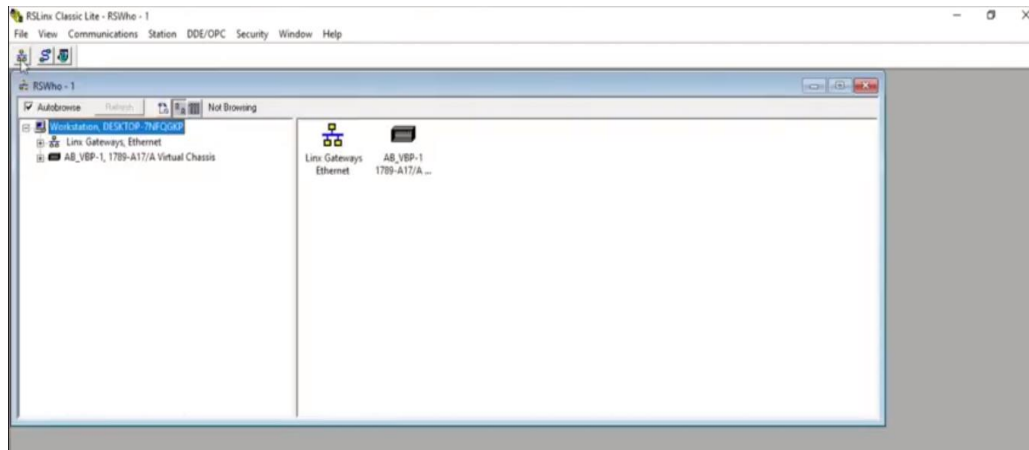 RSLinx Classic Lite - RSWho - 1
File View Communications Station DDE/OPC Security Window Help
RSWho - 1
Autobrowse Refresh Not Browsing
Workstation, DESKTOP-7NFQGKP
Linx Gateways, Ethernet
AB_VBP-1, 1789-A17/A Virtual Chassis
Linx Gateways
Ethernet
AB_VBP-1
1789-A17/A ...